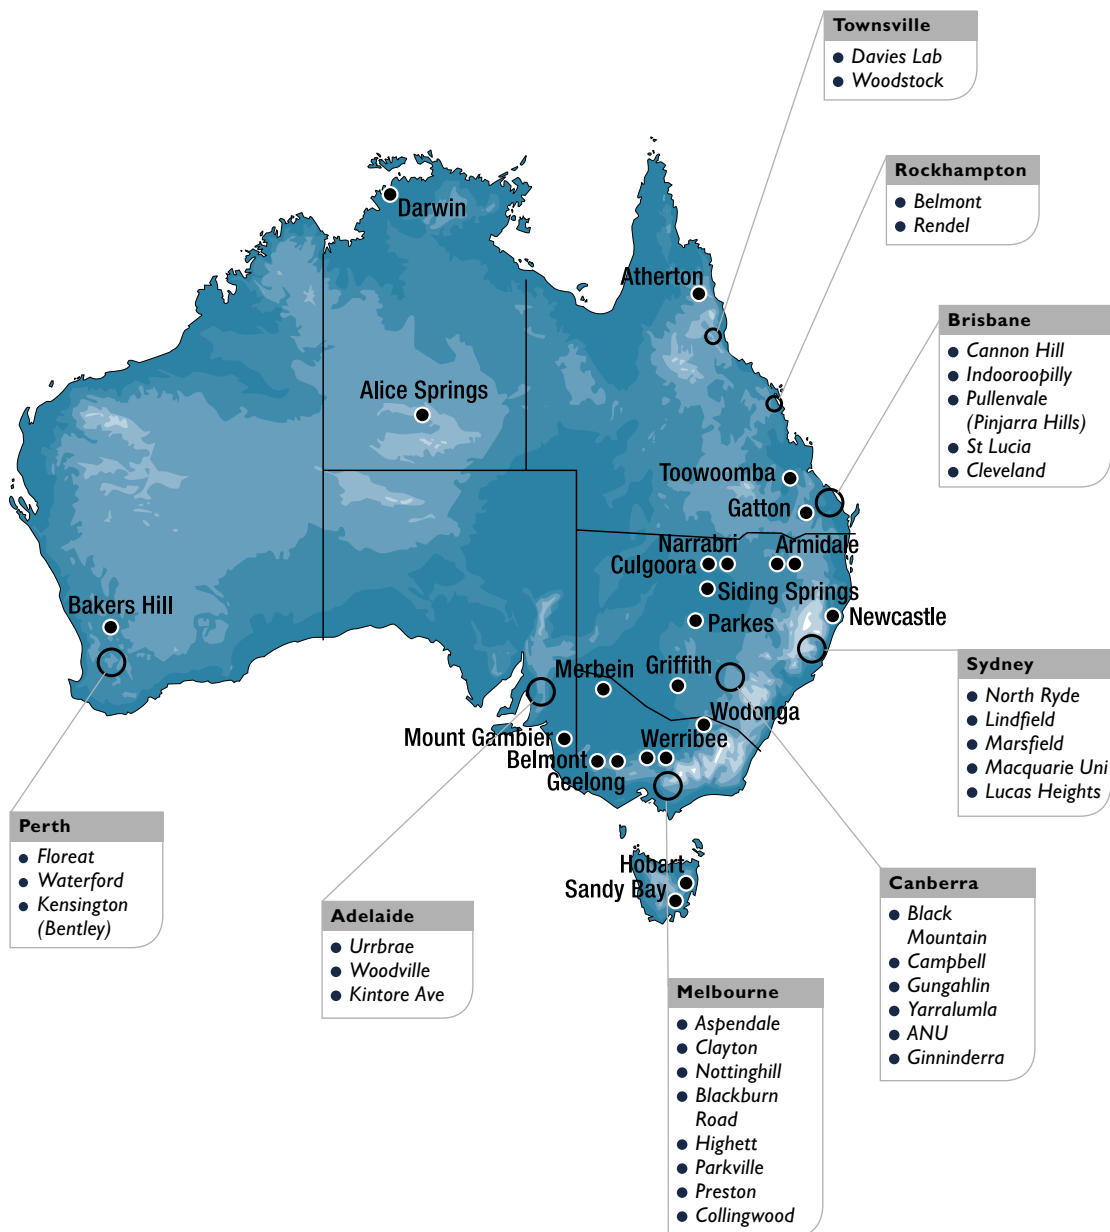 Townsville
Davies Lab
Woodstock
Rockhampton
Belmont
Rendel
Darwin
Atherton
Brisbane
Cannon Hill
Indooroopilly
Pullenvale
(Pinjarra Hills)
St Lucia
Cleveland
Alice Springs
Toowoomba
Gatton
Narrabri
Armidale
Culgoora
Siding Springs
Bakers Hill
Parkes
Newcastle
Merbein
Griffith
Wodonga
Mount Gambier
Werribee
Belmont
Geelong
Sydney
North Ryde
Lindfield
Marsfield
Macquarie Uni
Lucas Heights
Perth
Floreat
Waterford
Kensington
(Bentley)
Hobart
Sandy Bay
Adelaide
Urrbrae
Woodville
Kintore Ave
Canberra
Black
Mountain
Campbell
Gungahlin
Yarralumla
ANU
Ginninderra
Melbourne
Aspendale
Clayton
Nottinghill
Blackburn
Road
Highett
Parkville
Preston
Collingwood